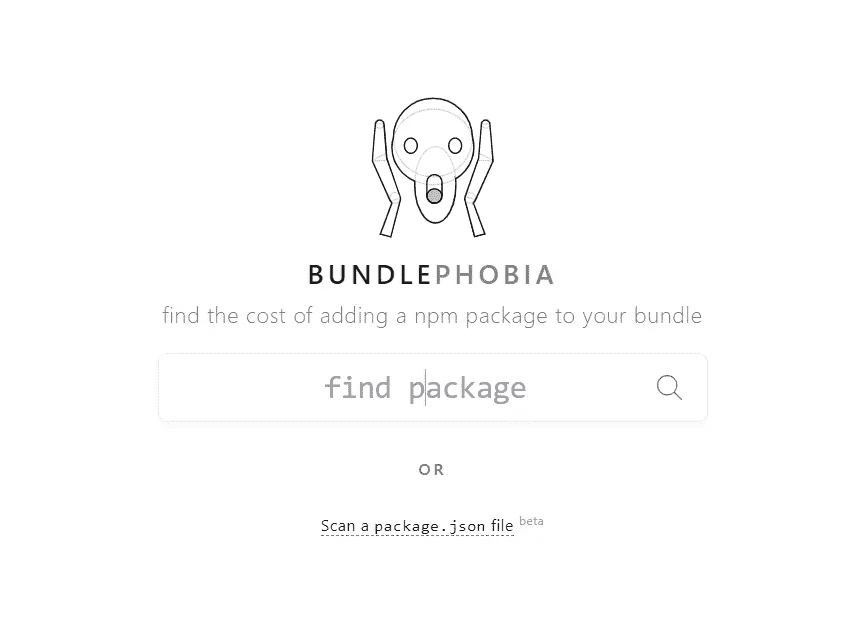 BUNDLEPHOBIA
find the cost of adding a npm package to your bundle
find package
OR
Scan a package.json file beta